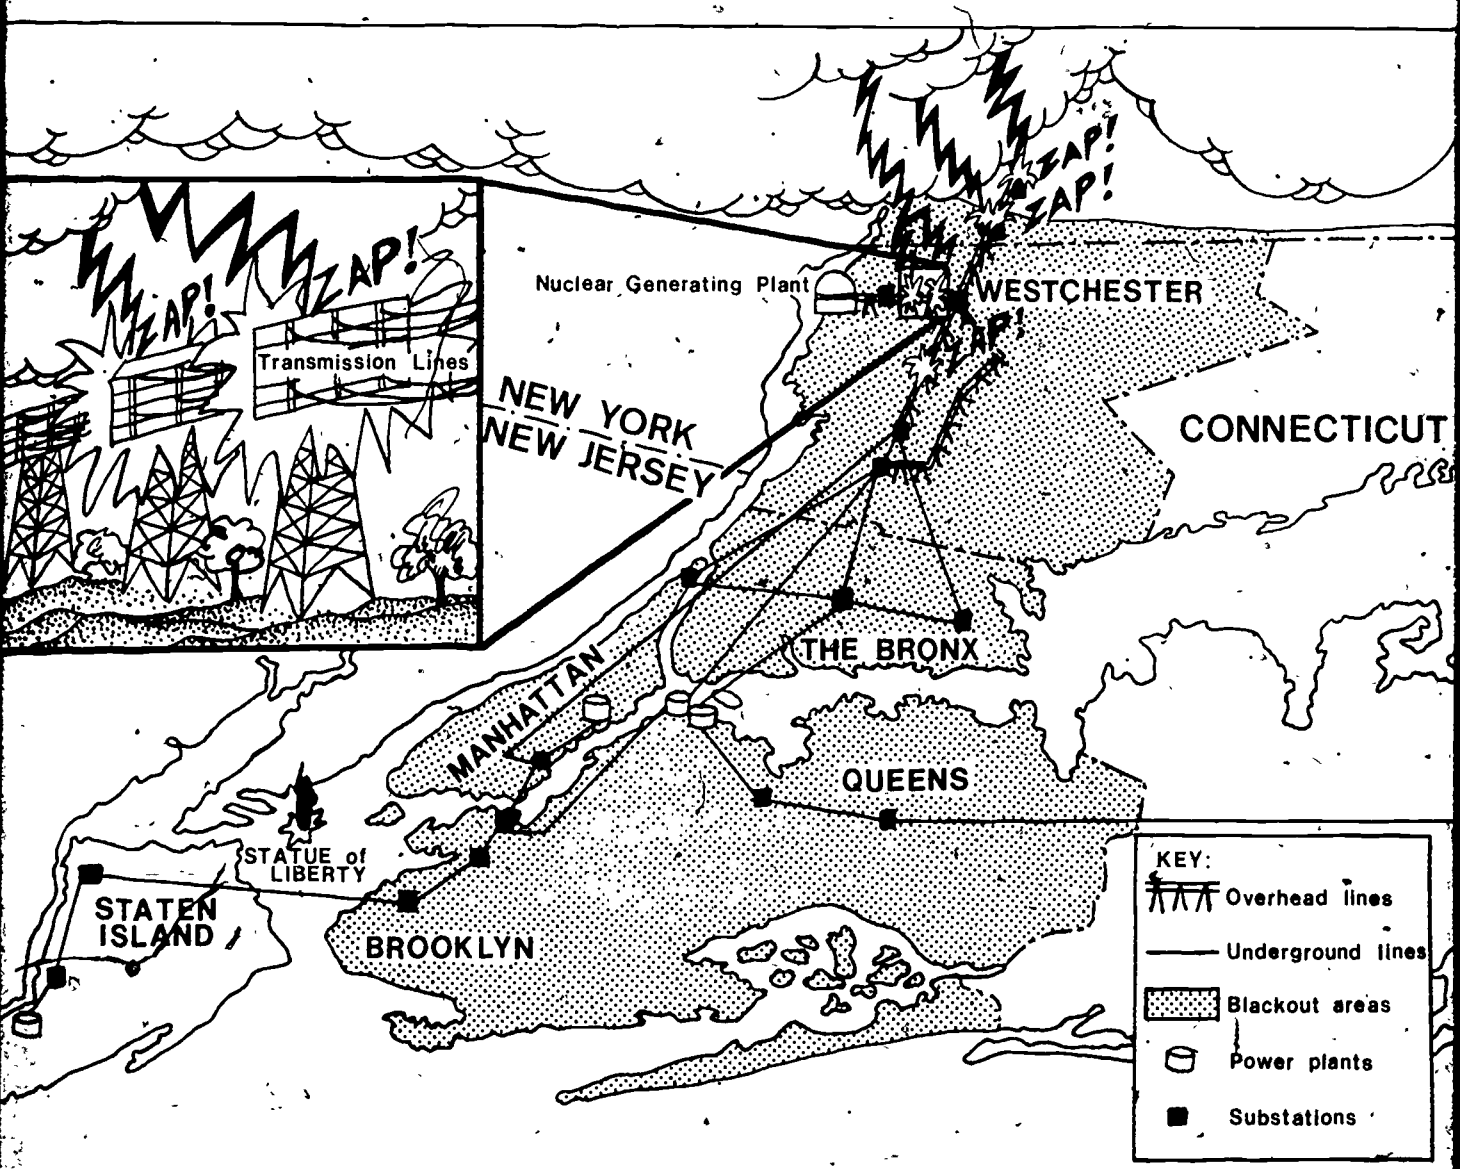 ZAP!
ZAP!
ZAP!
ZAP!
Transmission Lines
Nuclear Generating Plant
WESTCHESTER
ZAP!
NEW YORK
NEW JERSEY
CONNECTICUT
THE BRONX
MANHATTAN
QUEENS
STATUE of
LIBERTY
STATEN
ISLAND
BROOKLYN
KEY:
Overhead lines
Underground lines
Blackout areas
Power plants
Substations